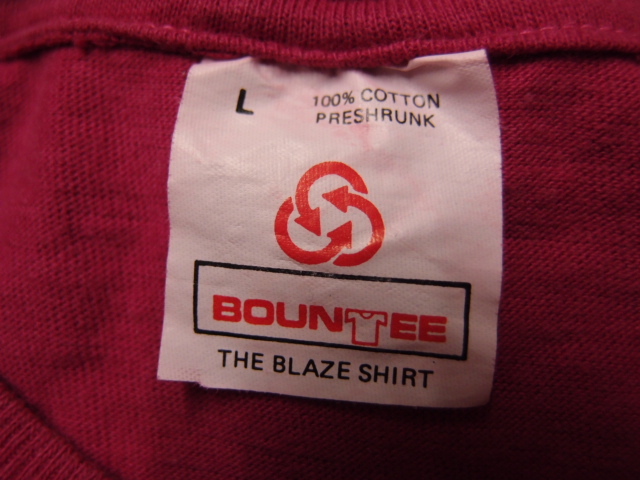 L
100% COTTON
PRESHRUNK
BOUNTEE
THE BLAZE SHIRT